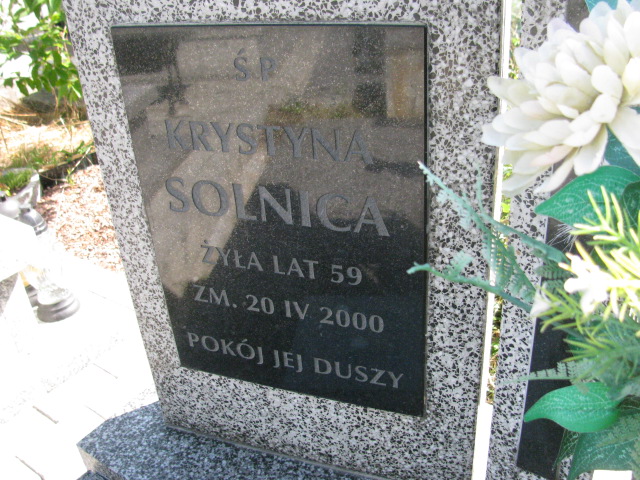 Ś P
KRYSTYNA
SOLNICA
ŻYŁA LAT 59
ZM. 20 IV 2000
POKÓJ JEJ DUSZY